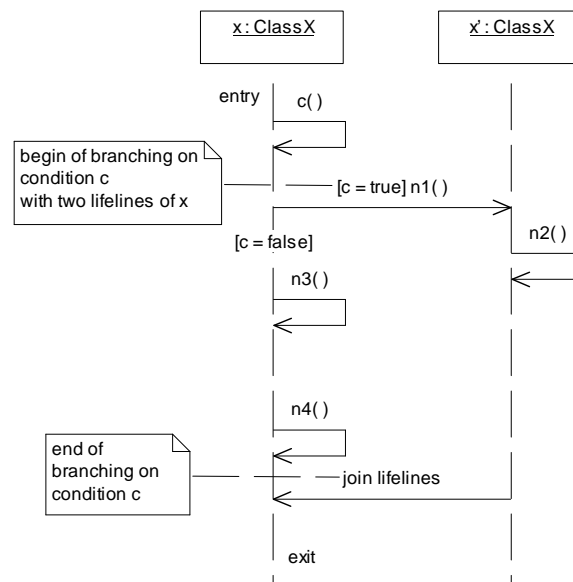 x : ClassX
x' : ClassX
entry
c( )
begin of branching on
condition c
with two lifelines of x
[c = true] n1( )
[c = false]
n2( )
n3( )
n4( )
end of
branching on
condition c
join lifelines
exit